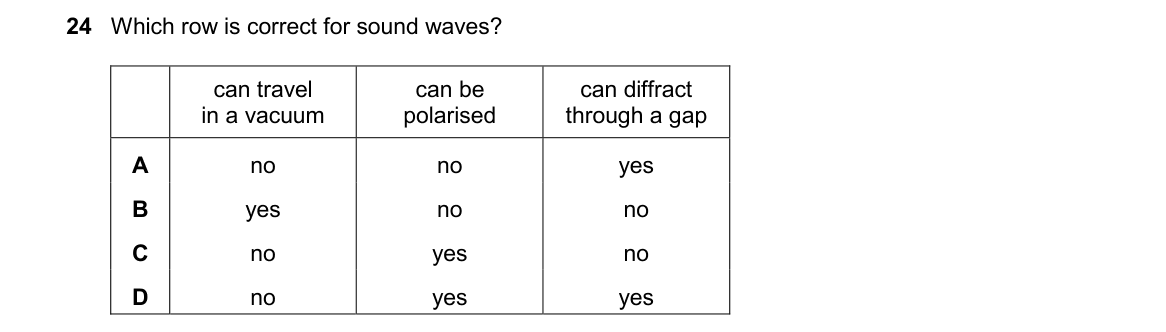 24 Which row is correct for sound waves?
can travel in a vacuum can be polarised can diffract through a gap
A no no yes
B yes no no
C no yes no
D no yes yes